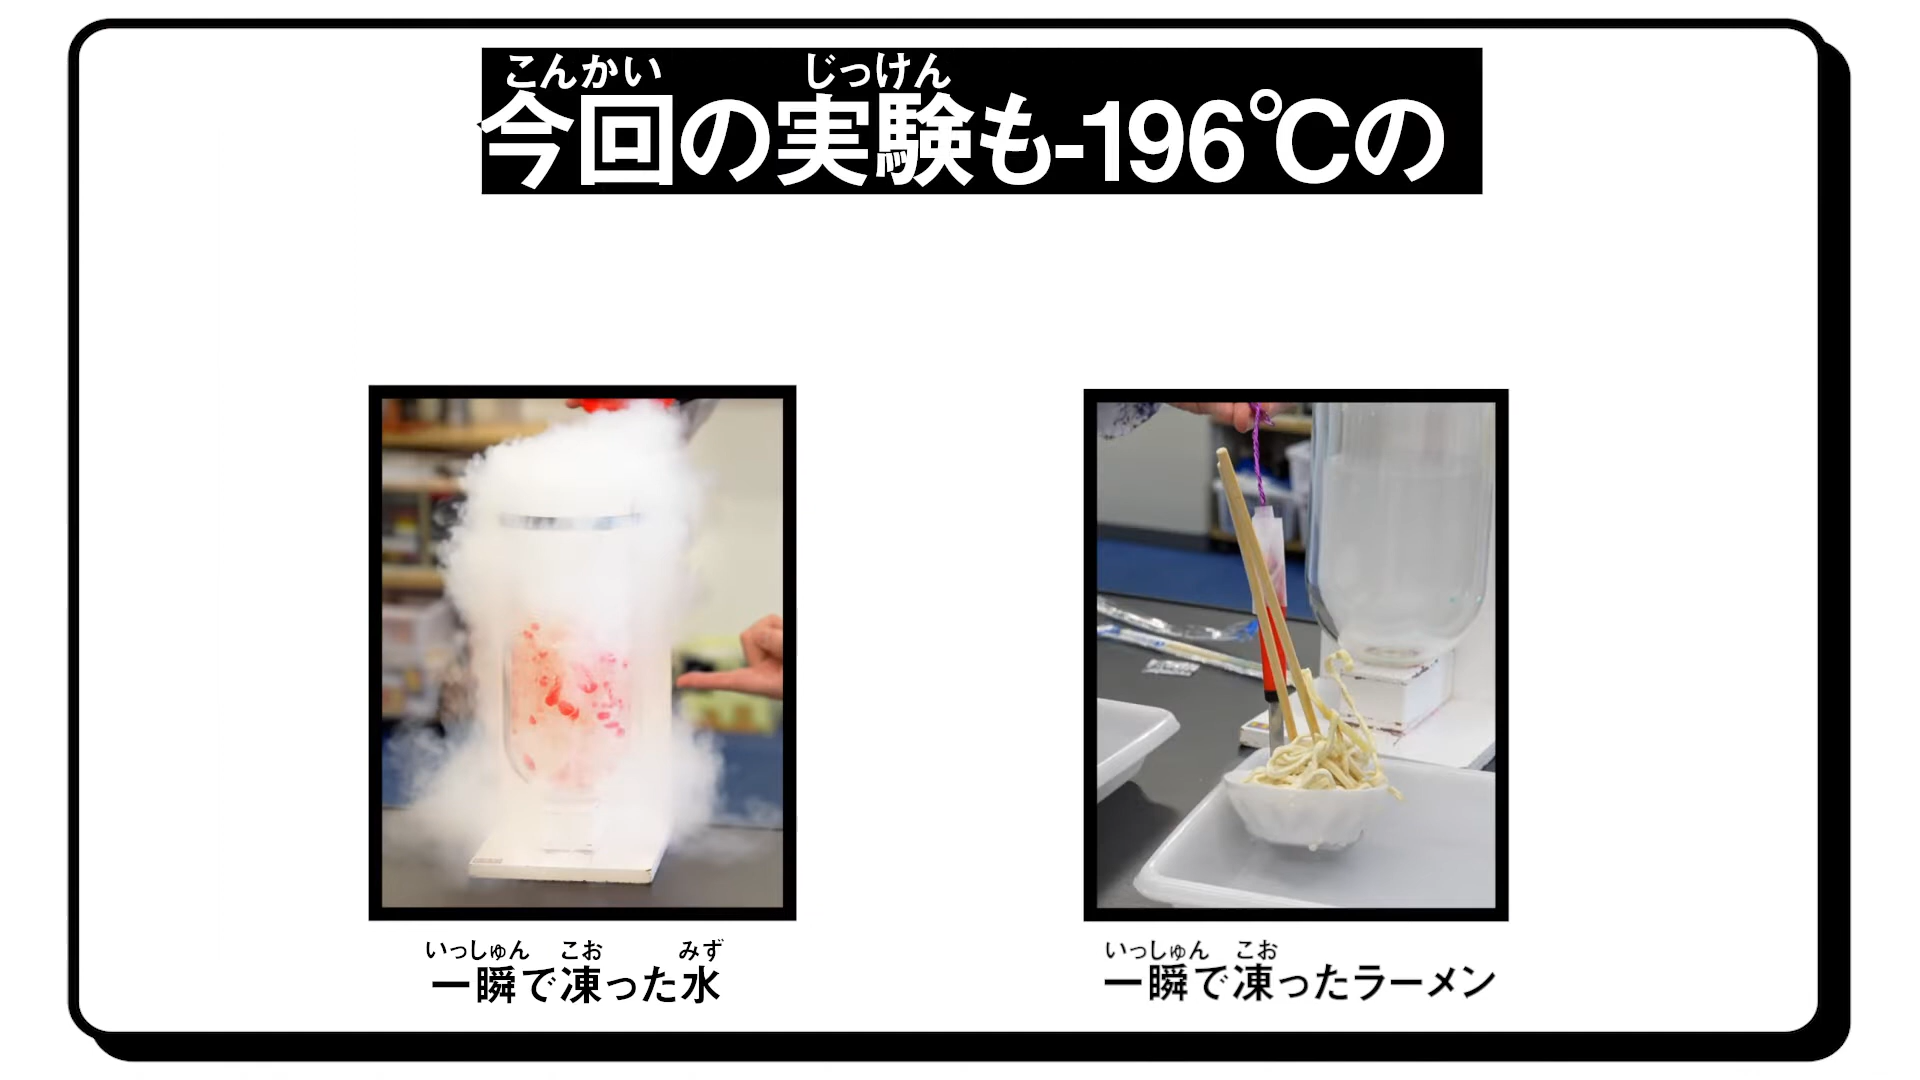 こんかい じっけん
今回の実験も-196℃の
いっしゅん こお みず
一瞬で凍った水
いっしゅん こお
一瞬で凍ったラーメン